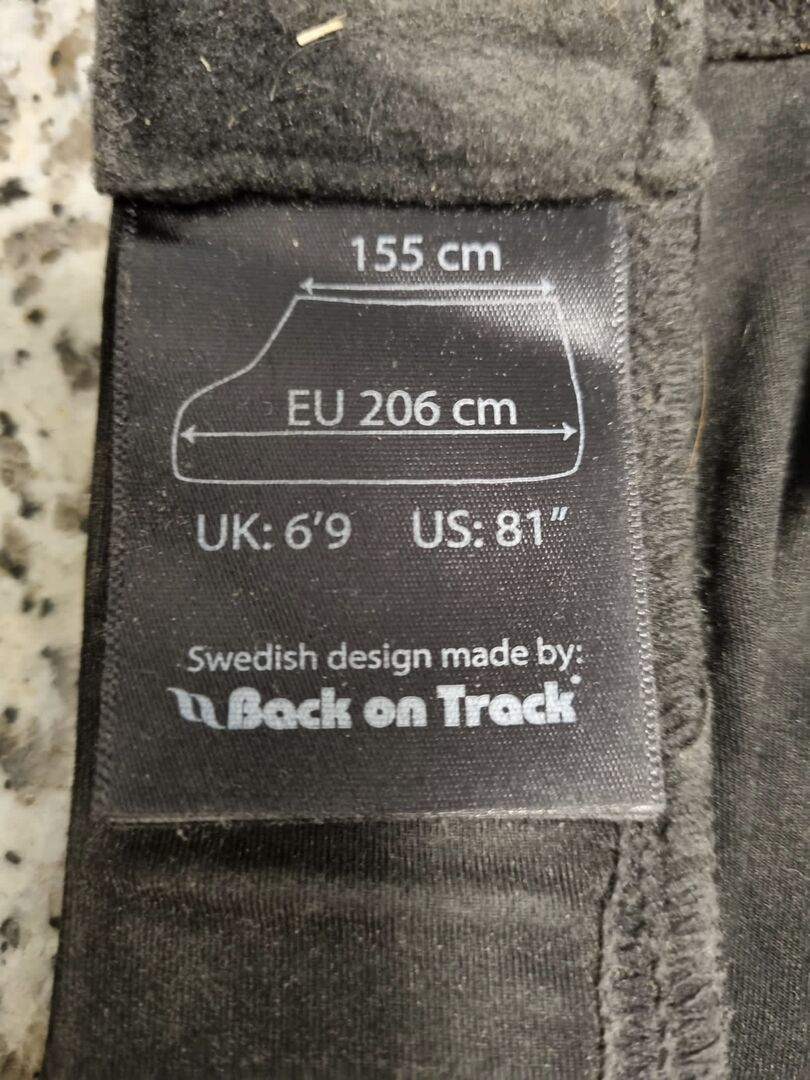 155 cm
EU 206 cm
UK: 6'9 US: 81"
Swedish design made by:
Back on Track